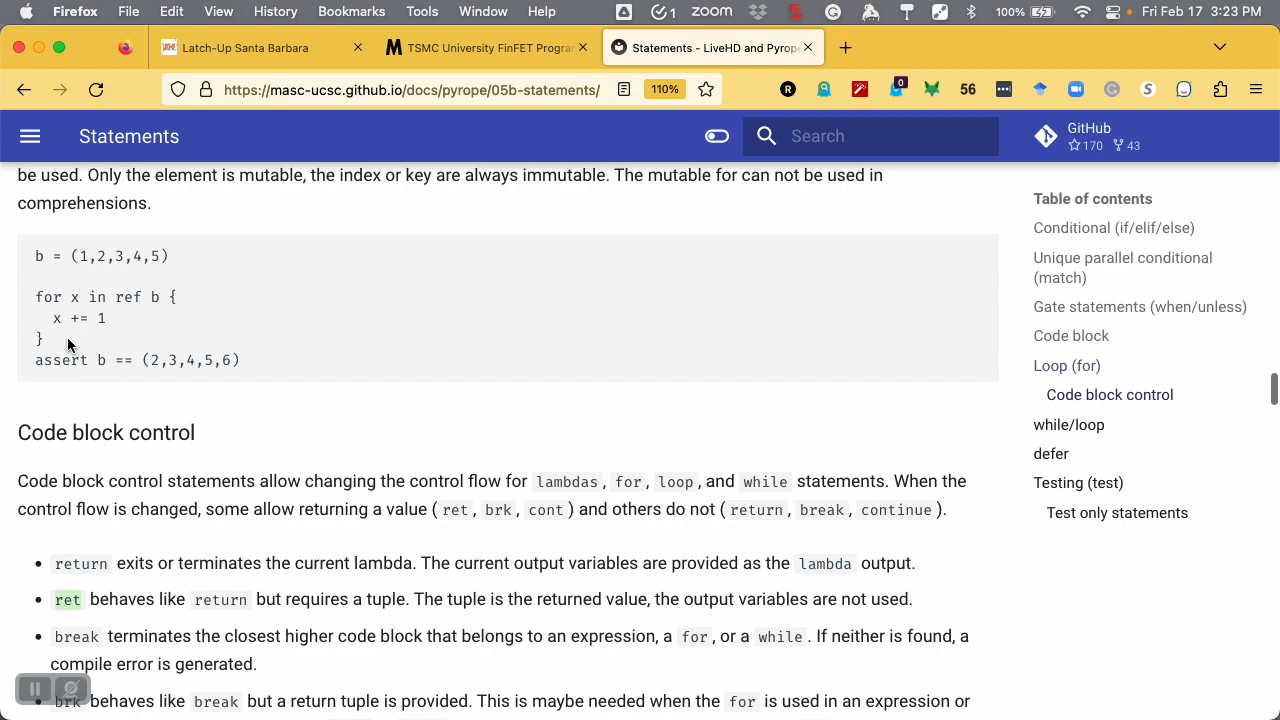 Firefox File Edit View History Bookmarks Tools Window Help 1 zoom 100% Fri Feb 17 3:23 PM
Latch-Up Santa Barbara
TSMC University FinFET Progra
Statements - LiveHD and Pyrope
https://masc-ucsc.github.io/docs/pyrope/05b-statements/ 110% 0 56
Statements
Search
GitHub
170 43
be used. Only the element is mutable, the index or key are always immutable. The mutable for can not be used in
comprehensions.
b = (1,2,3,4,5)
for x in ref b {
x += 1
}
assert b == (2,3,4,5,6)
Code block control
Code block control statements allow changing the control flow for lambdas, for, loop, and while statements. When the
control flow is changed, some allow returning a value ( ret, brk, cont ) and others do not ( return, break, continue ).
• return exits or terminates the current lambda. The current output variables are provided as the lambda output.
• ret behaves like return but requires a tuple. The tuple is the returned value, the output variables are not used.
• break terminates the closest higher code block that belongs to an expression, a for, or a while. If neither is found, a
compile error is generated.
• brk behaves like break but a return tuple is provided. This is maybe needed when the for is used in an expression or
Table of contents
Conditional (if/elif/else)
Unique parallel conditional
(match)
Gate statements (when/unless)
Code block
Loop (for)
Code block control
while/loop
defer
Testing (test)
Test only statements